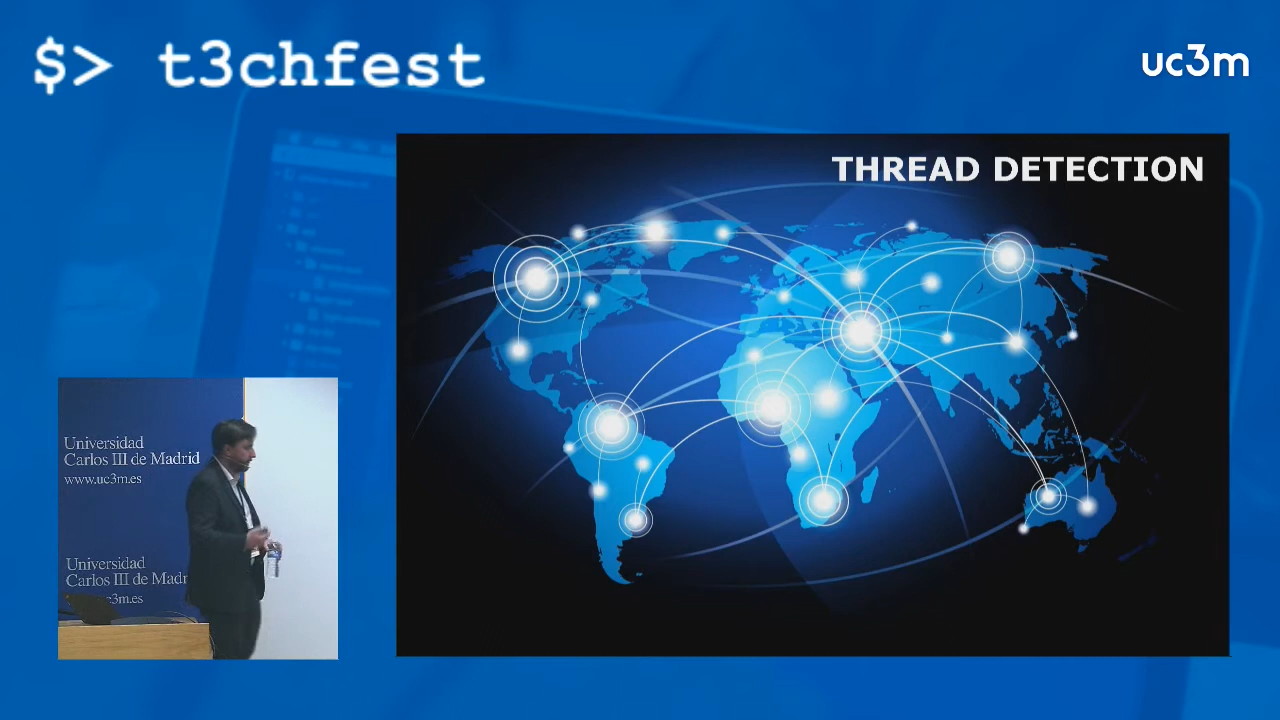 $> t3chfest
uc3m
THREAD DETECTION
Universidad
Carlos III de Madrid
www.uc3m.es
Universidad
Carlos III de Madr
c3m.es